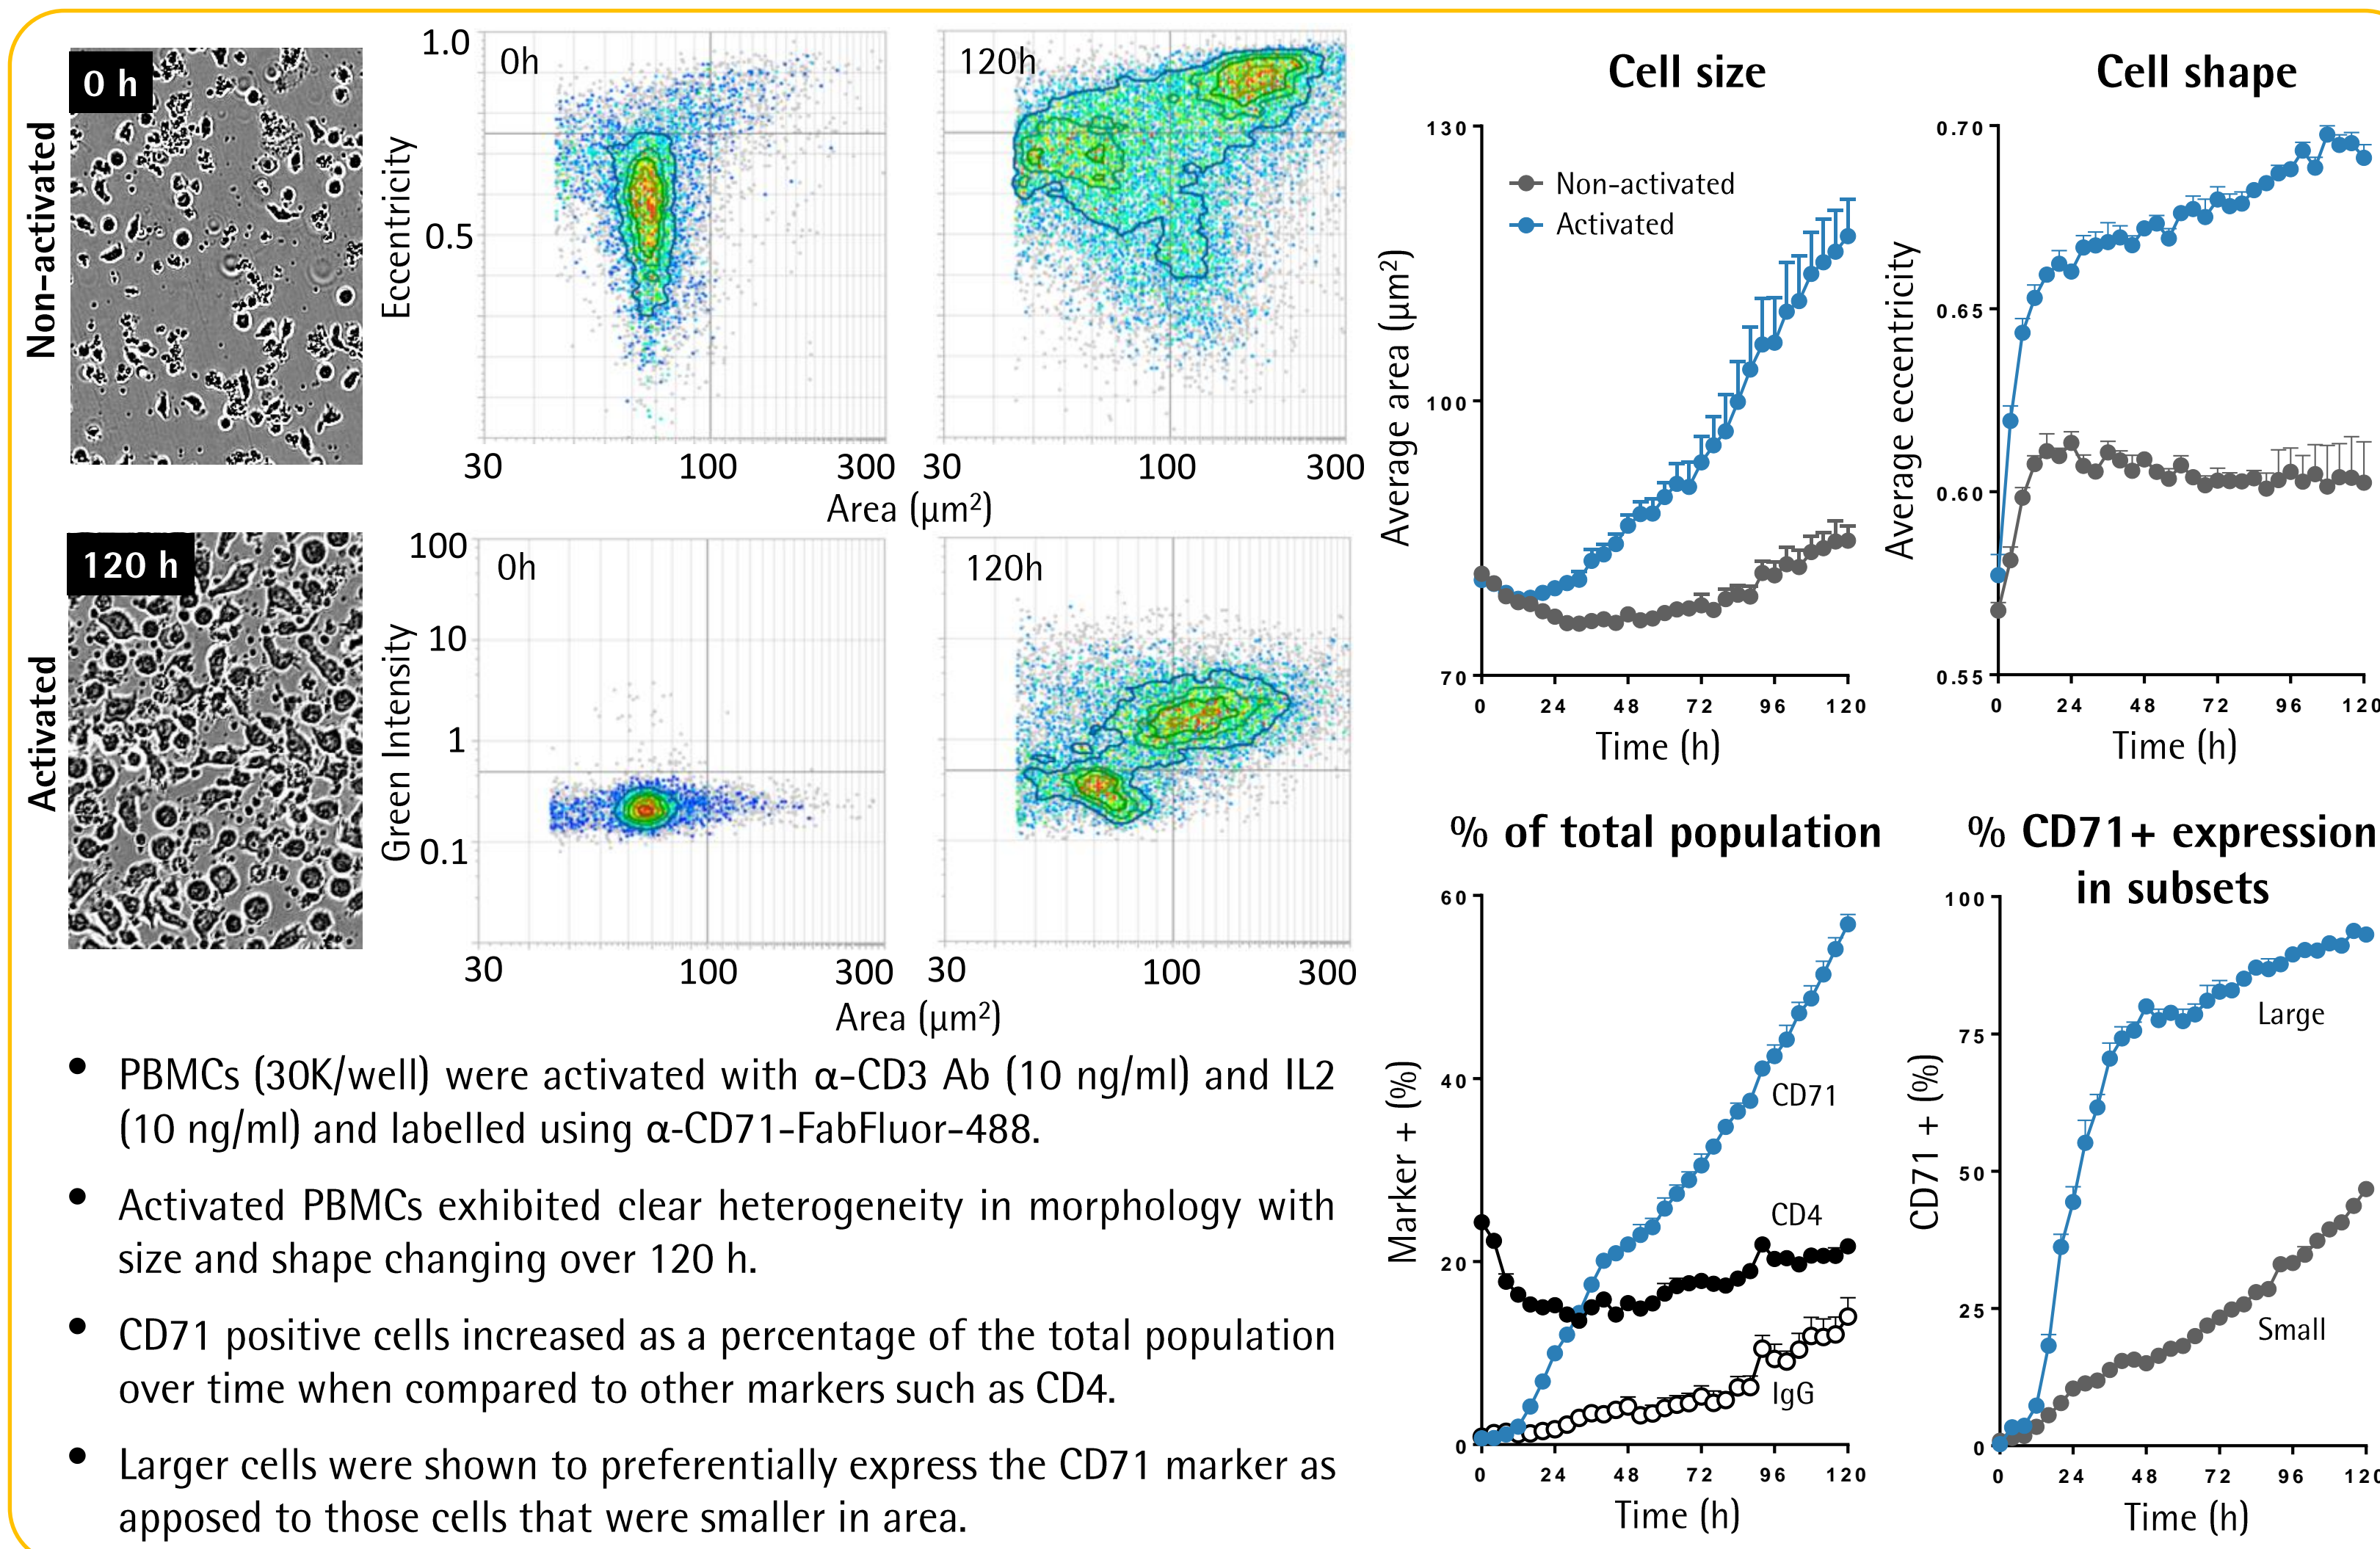 Non-activated
0 h
Eccentricity
1.0
0.5
0h
120h
30
100
300
30
100
300
Area (µm²)
Activated
120 h
Green Intensity
100
10
1
0.1
0h
120h
30
100
300
30
100
300
Area (µm²)
• PBMCs (30K/well) were activated with α-CD3 Ab (10 ng/ml) and IL2
(10 ng/ml) and labelled using α-CD71-FabFluor-488.
• Activated PBMCs exhibited clear heterogeneity in morphology with
size and shape changing over 120 h.
• CD71 positive cells increased as a percentage of the total population
over time when compared to other markers such as CD4.
• Larger cells were shown to preferentially express the CD71 marker as
apposed to those cells that were smaller in area.
Cell size
Average area (µm²)
130
100
70
Non-activated
Activated
0 24 48 72 96 120
Time (h)
Cell shape
Average eccentricity
0.70
0.65
0.60
0.55
0 24 48 72 96 120
Time (h)
% of total population
Marker + (%)
60
40
20
0
CD71
CD4
IgG
0 24 48 72 96 120
Time (h)
% CD71+ expression
in subsets
CD71 + (%)
100
75
50
25
0
Large
Small
0 24 48 72 96 120
Time (h)